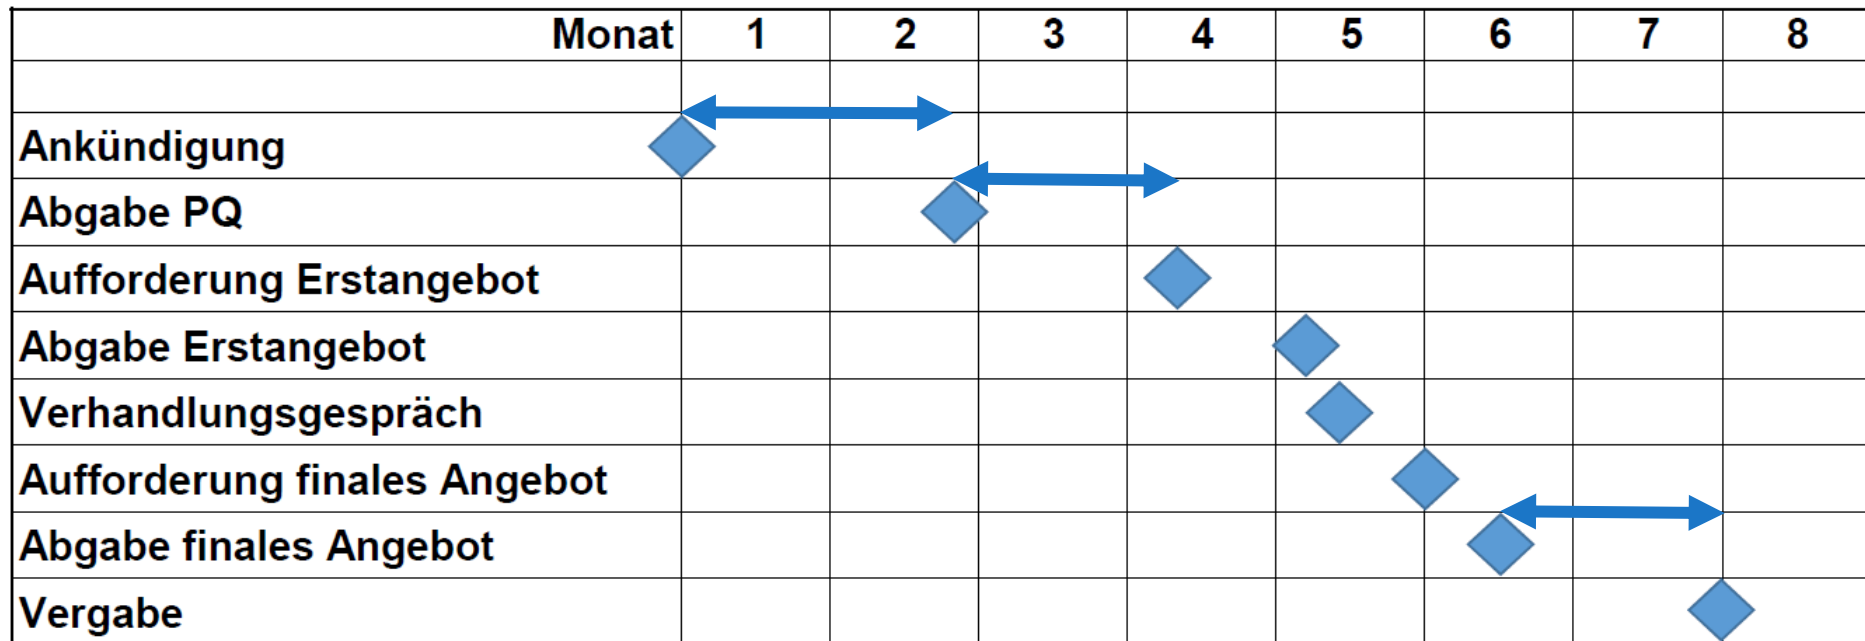 Monat 1 2 3 4 5 6 7 8
Ankündigung
Abgabe PQ
Aufforderung Erstangebot
Abgabe Erstangebot
Verhandlungsgespräch
Aufforderung finales Angebot
Abgabe finales Angebot
Vergabe